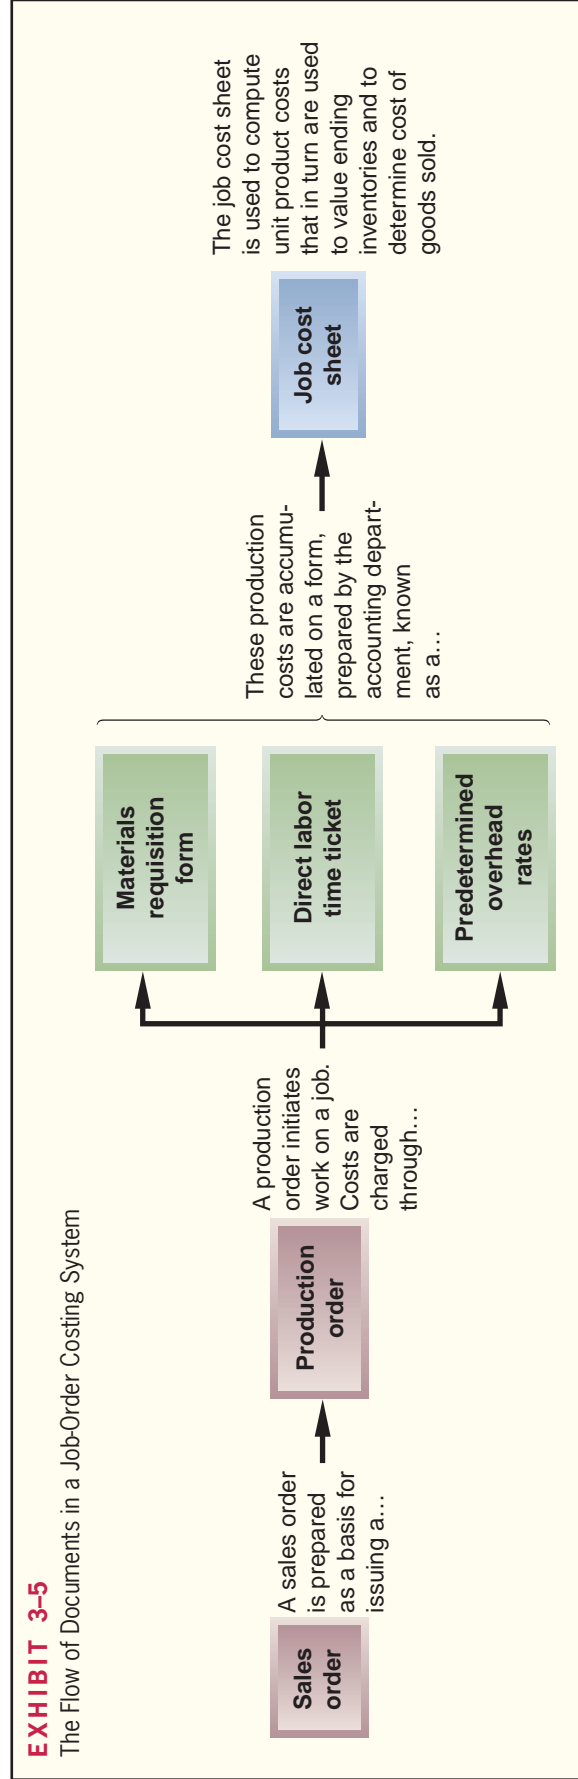 EXHIBIT 3–5
The Flow of Documents in a Job-Order Costing System
Sales
order
A sales order
is prepared
as a basis for
issuing a…
Production
order
A production
order initiates
work on a job.
Costs are
charged
through…
Materials
requisition
form
Direct labor
time ticket
Predetermined
overhead
rates
These production
costs are accumu-
lated on a form,
prepared by the
accounting depart-
ment, known
as a…
Job cost
sheet
The job cost sheet
is used to compute
unit product costs
that in turn are used
to value ending
inventories and to
determine cost of
goods sold.